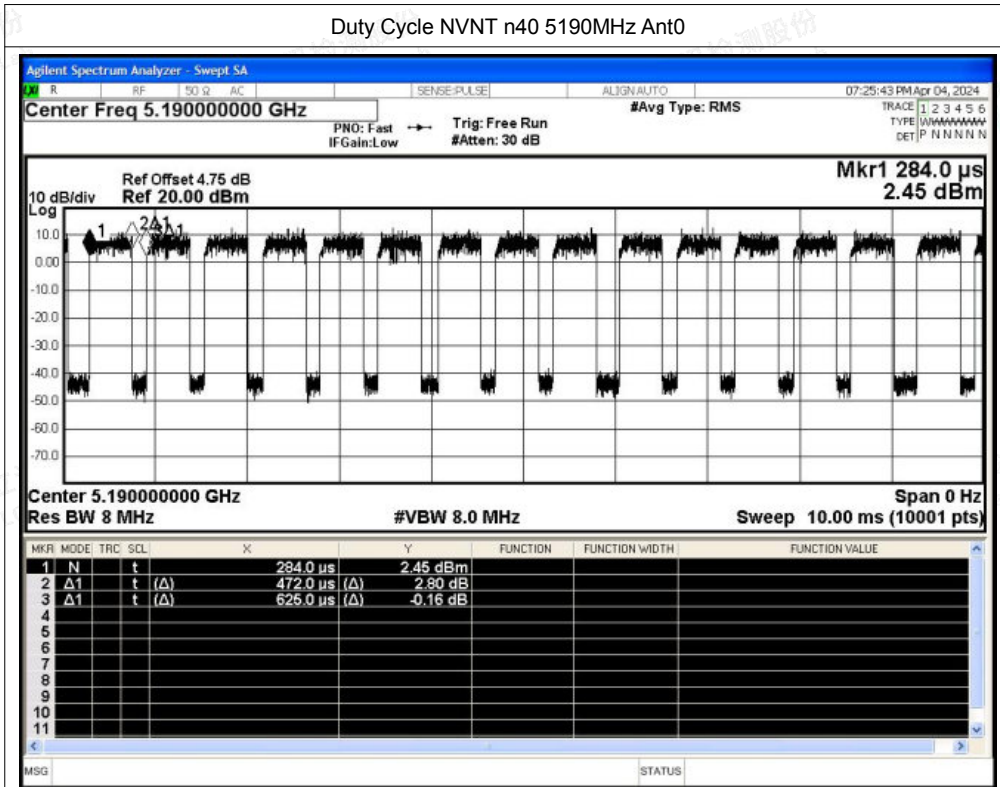 Duty Cycle NVNT n40 5190MHz Ant0
Agilent Spectrum Analyzer - Swept SA
R RF 50 Ω AC SENSE:PULSE ALIGN AUTO 07:25:43 PM Apr 04, 2024
Center Freq 5.190000000 GHz #Avg Type: RMS TRACE 1 2 3 4 5 6
PNO: Fast Trig: Free Run TYPE
IFGain:Low #Atten: 30 dB DET P N N N N N
Mkr1 284.0 µs
Ref Offset 4.75 dB
10 dB/div Ref 20.00 dBm 2.45 dBm
Log
10.0
0.00
-10.0
-20.0
-30.0
-40.0
-50.0
-60.0
-70.0
1 2Δ1 3Δ1
Center 5.190000000 GHz Span 0 Hz
Res BW 8 MHz #VBW 8.0 MHz Sweep 10.00 ms (10001 pts)
MKR MODE TRC SCL X Y FUNCTION FUNCTION WIDTH FUNCTION VALUE
1 N t 284.0 µs 2.45 dBm
2 Δ1 t (Δ) 472.0 µs (Δ) 2.80 dB
3 Δ1 t (Δ) 625.0 µs (Δ) -0.16 dB
4
5
6
7
8
9
10
11
MSG STATUS